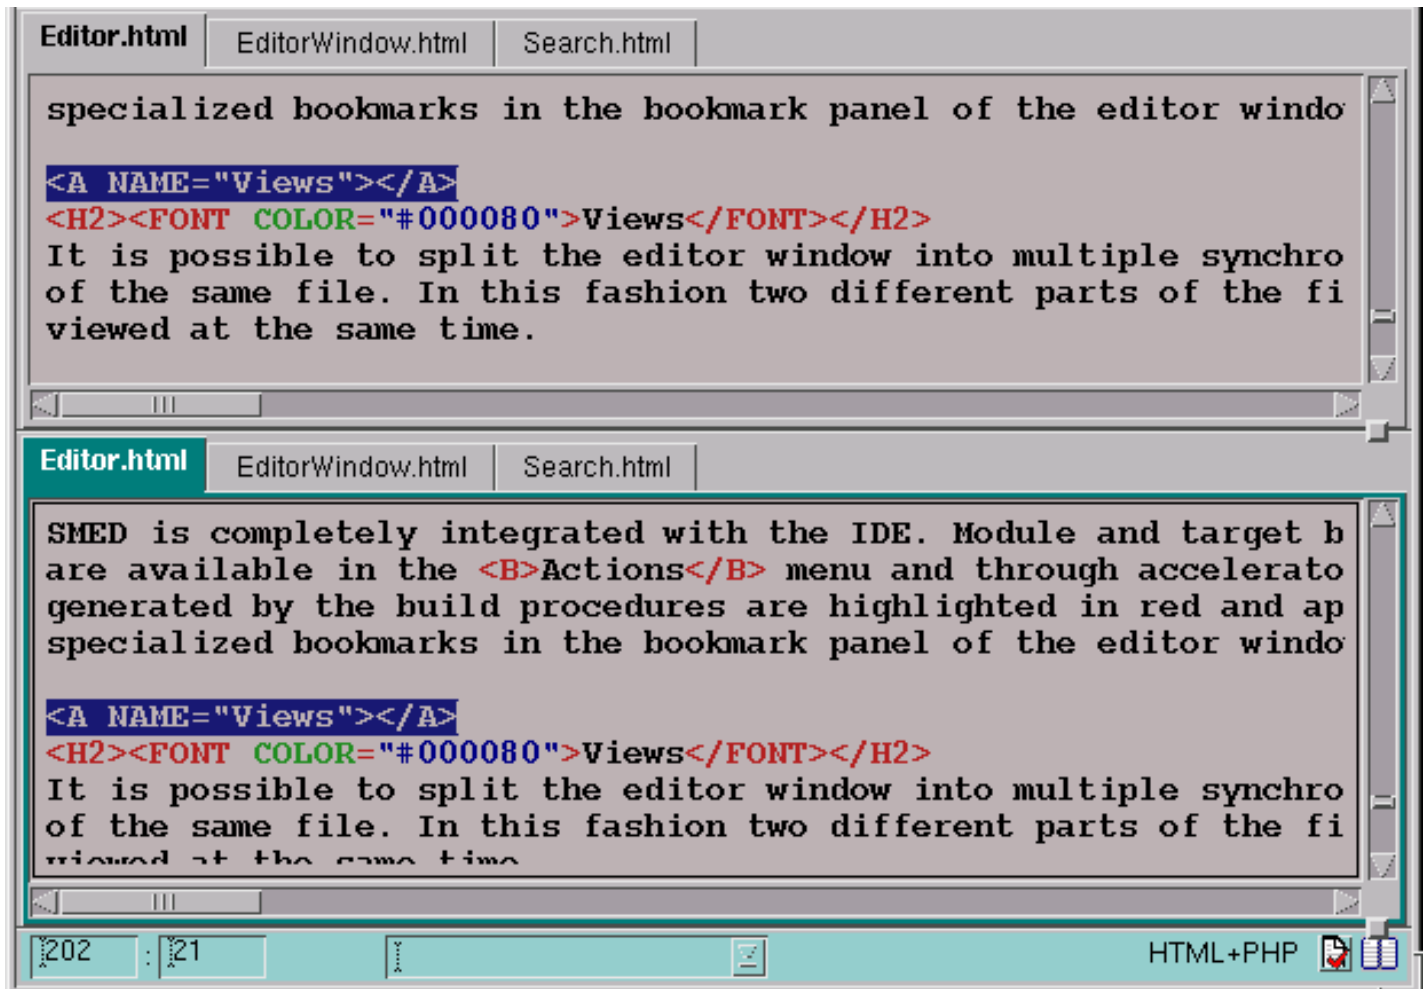 Editor.html EditorWindow.html Search.html
specialized bookmarks in the bookmark panel of the editor windo
<A NAME="Views"></A>
<H2><FONT COLOR="#000080">Views</FONT></H2>
It is possible to split the editor window into multiple synchro
of the same file. In this fashion two different parts of the fi
viewed at the same time.
Editor.html EditorWindow.html Search.html
SMED is completely integrated with the IDE. Module and target b
are available in the <B>Actions</B> menu and through accelerato
generated by the build procedures are highlighted in red and ap
specialized bookmarks in the bookmark panel of the editor windo
<A NAME="Views"></A>
<H2><FONT COLOR="#000080">Views</FONT></H2>
It is possible to split the editor window into multiple synchro
of the same file. In this fashion two different parts of the fi
viewed at the same time
202 : 21 HTML+PHP